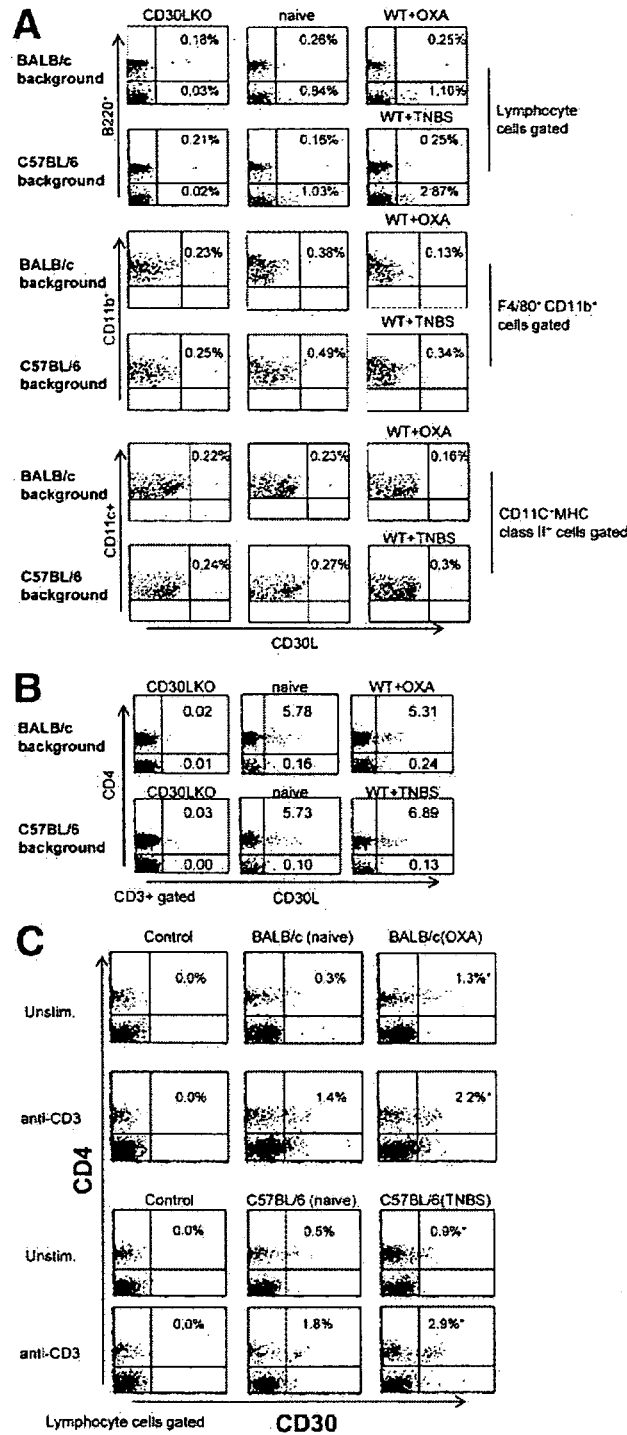 A
CD30LKO naive WT+OXA
BALB/c background
0.18% 0.26% 0.25%
0.03% 0.94% 1.10%
B220+
Lymphocyte cells gated
WT+TNBS
C57BL/6 background
0.21% 0.16% 0.25%
0.02% 1.03% 2.87%
WT+OXA
BALB/c background
0.23% 0.38% 0.13%
CD11b+
F4/80+ CD11b+ cells gated
WT+TNBS
C57BL/6 background
0.25% 0.49% 0.34%
WT+OXA
BALB/c background
0.22% 0.23% 0.16%
CD11c+
CD11C+MHC class II+ cells gated
WT+TNBS
C57BL/6 background
0.24% 0.27% 0.3%
CD30L
B
CD30LKO naive WT+OXA
BALB/c background
0.02 5.78 5.31
0.01 0.16 0.24
CD4
CD30LKO naive WT+TNBS
C57BL/6 background
0.03 5.73 6.89
0.00 0.10 0.13
CD3+ gated CD30L
C
Control BALB/c (naive) BALB/c(OXA)
Unstim.
0.0% 0.3% 1.3%*
anti-CD3
0.0% 1.4% 2.2%*
CD4
Control C57BL/6 (naive) C57BL/6(TNBS)
Unstim.
0.0% 0.5% 0.9%*
anti-CD3
0.0% 1.8% 2.9%*
Lymphocyte cells gated CD30